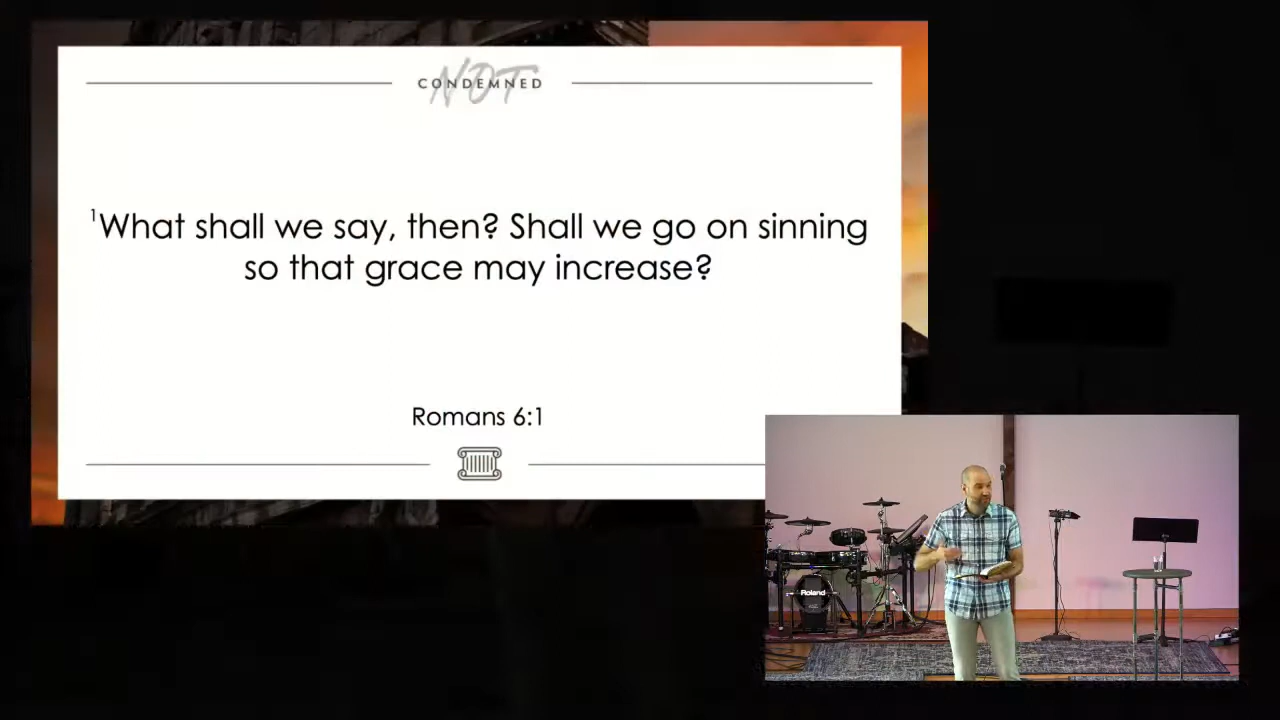 NOT
CONDEMNED
1What shall we say, then? Shall we go on sinning
so that grace may increase?
Romans 6:1
Roland